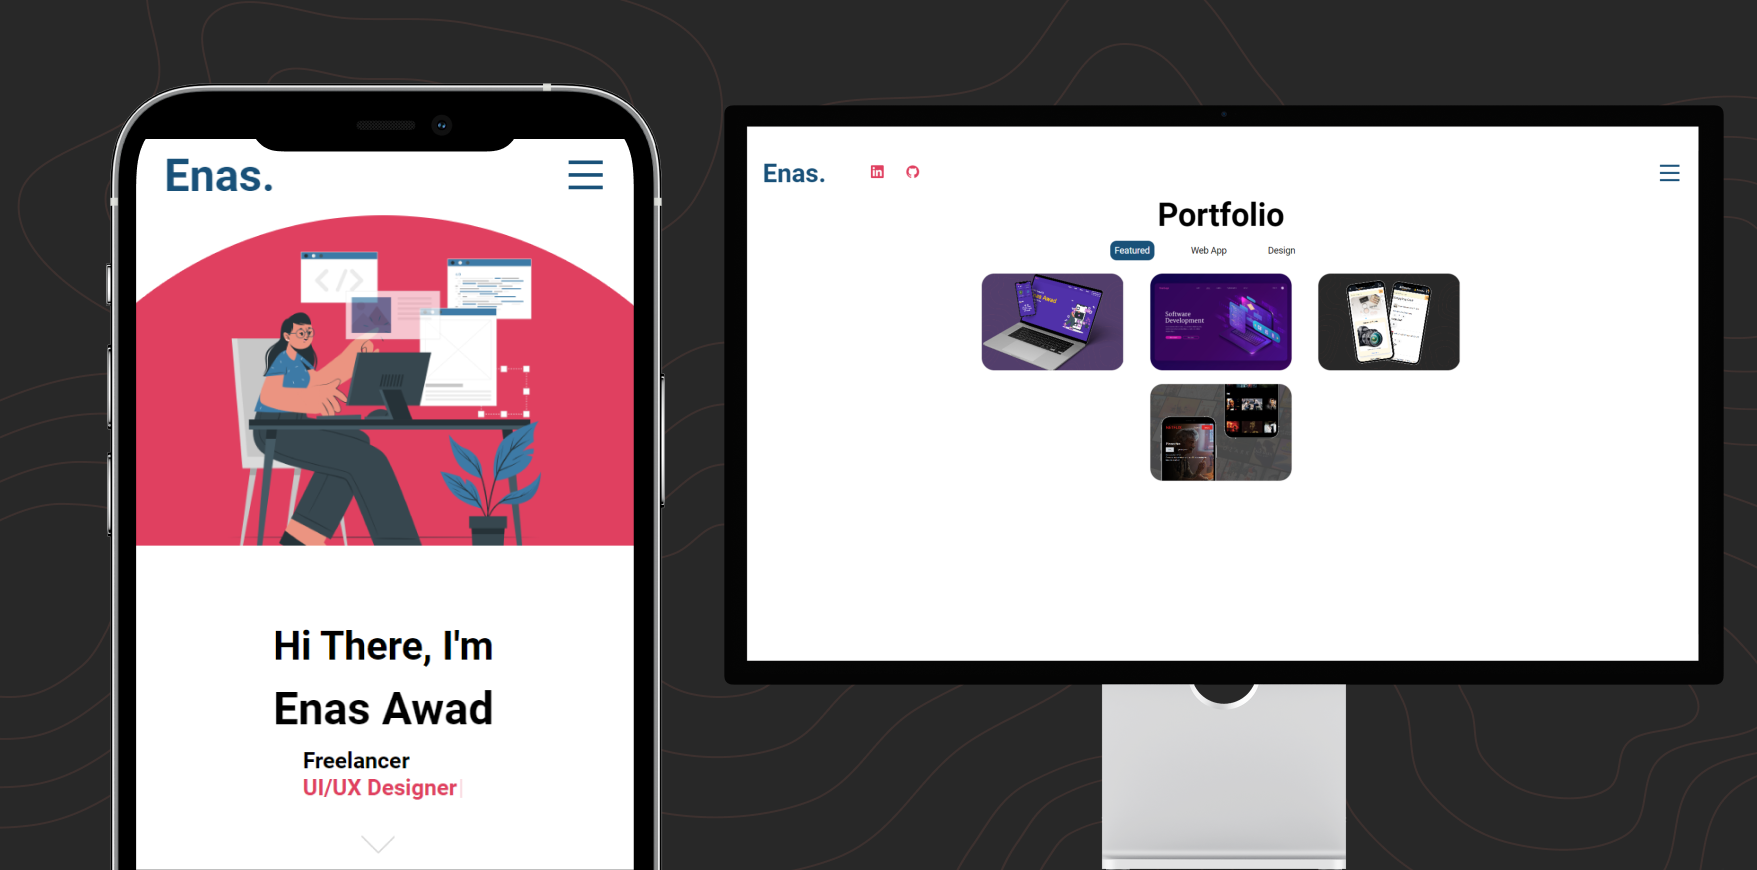 Enas.
Hi There, I'm
Enas Awad
Freelancer
UI/UX Designer
Enas.
Portfolio
Featured
Web App
Design
Software
Development